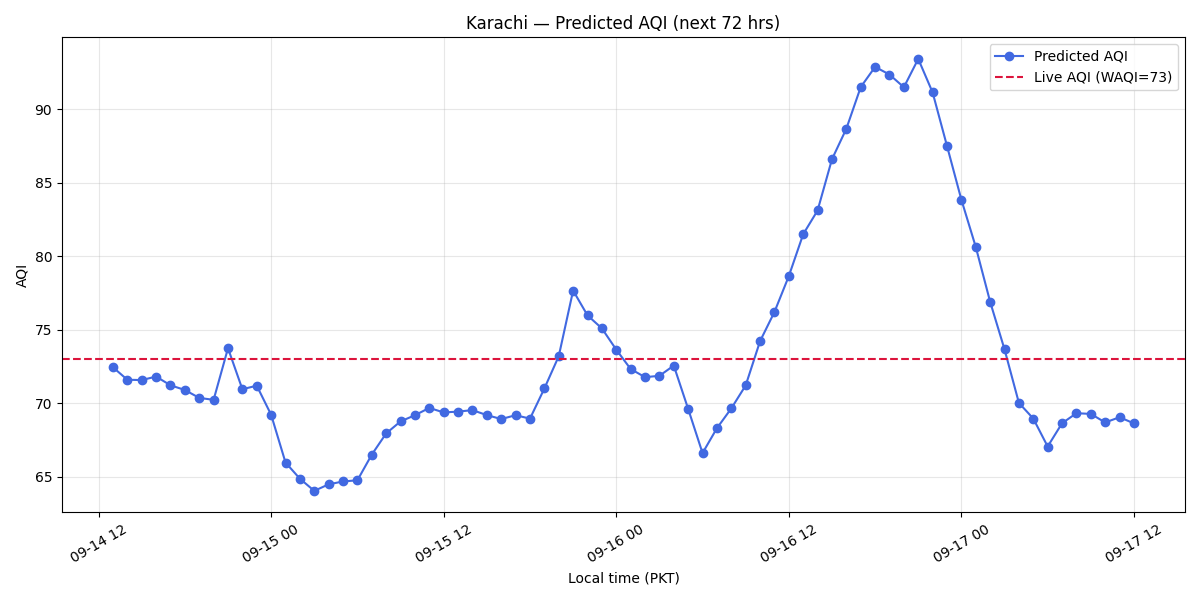 Karachi — Predicted AQI (next 72 hrs)
Predicted AQI
Live AQI (WAQI=73)
AQI
90
85
80
75
70
65
09-14 12
09-15 00
09-15 12
09-16 00
09-16 12
09-17 00
09-17 12
Local time (PKT)